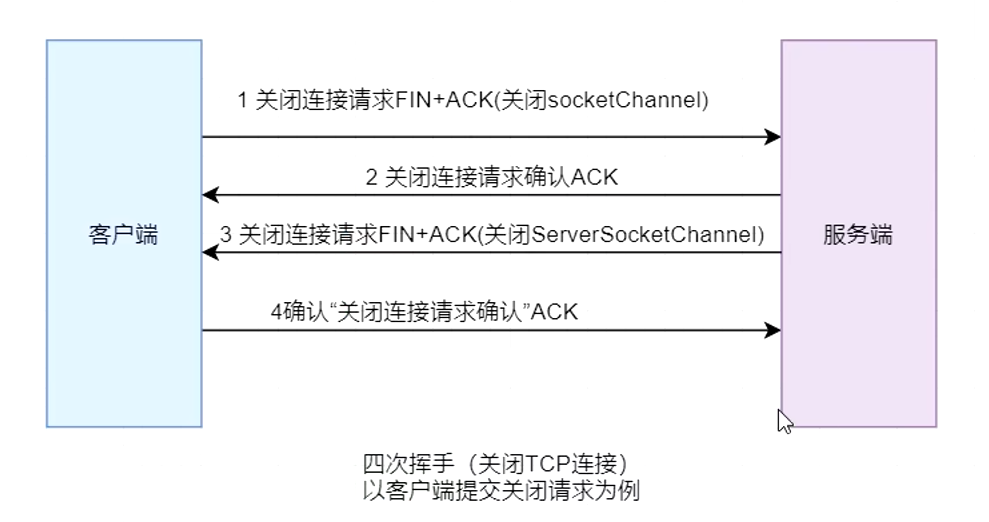 1 关闭连接请求FIN+ACK(关闭socketChannel)
2 关闭连接请求确认ACK
客户端
3 关闭连接请求FIN+ACK(关闭ServerSocketChannel)
服务端
4确认“关闭连接请求确认”ACK
四次挥手（关闭TCP连接）
以客户端提交关闭请求为例